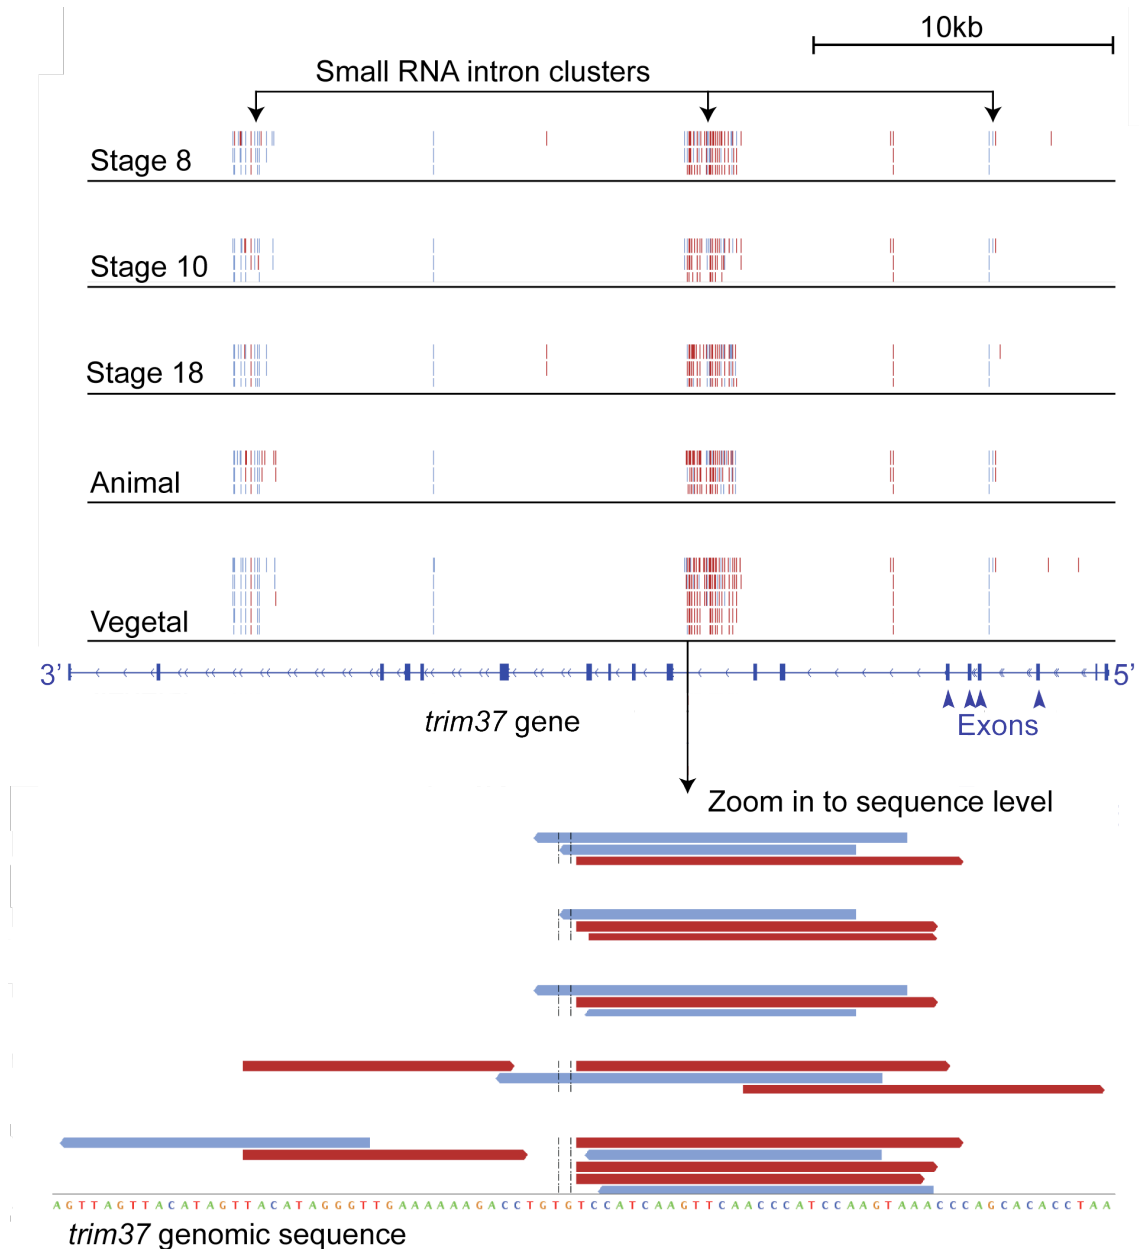 10kb
Small RNA intron clusters
Stage 8
Stage 10
Stage 18
Animal
Vegetal
3’ 5’
trim37 gene
Exons
Zoom in to sequence level
AGTTAGTTACATAGTTACATAGGGTTGAAAAAAGACCTGTGTCCATCAAGTTCAACCCATCCAAGTAAACCCAGCACACCTAA
trim37 genomic sequence